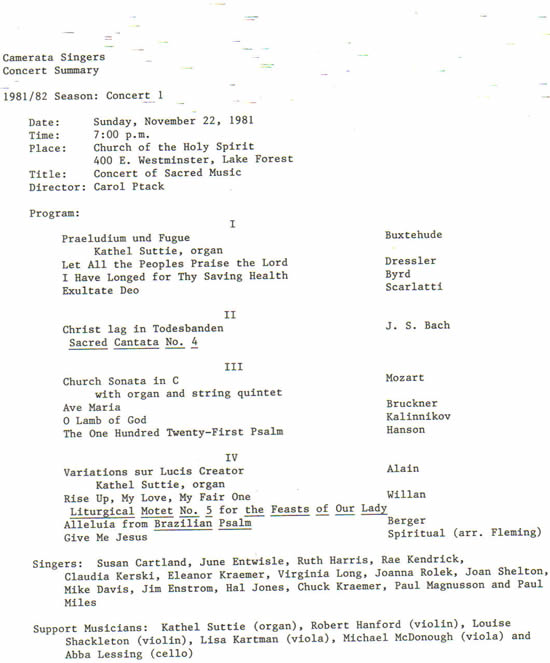 Camerata Singers
Concert Summary
1981/82 Season: Concert 1
Date: Sunday, November 22, 1981
Time: 7:00 p.m.
Place: Church of the Holy Spirit
400 E. Westminster, Lake Forest
Title: Concert of Sacred Music
Director: Carol Ptack
Program:
I
Praeludium und Fugue Buxtehude
Kathel Suttie, organ
Let All the Peoples Praise the Lord Dressler
I Have Longed for Thy Saving Health Byrd
Exultate Deo Scarlatti
II
Christ lag in Todesbanden J. S. Bach
Sacred Cantata No. 4
III
Church Sonata in C Mozart
with organ and string quintet
Ave Maria Bruckner
O Lamb of God Kalinnikov
The One Hundred Twenty-First Psalm Hanson
IV
Variations sur Lucis Creator Alain
Kathel Suttie, organ
Rise Up, My Love, My Fair One Willan
Liturgical Motet No. 5 for the Feasts of Our Lady
Alleluia from Brazilian Psalm Berger
Give Me Jesus Spiritual (arr. Fleming)
Singers: Susan Cartland, June Entwisle, Ruth Harris, Rae Kendrick,
Claudia Kerski, Eleanor Kraemer, Virginia Long, Joanna Rolek, Joan Shelton,
Mike Davis, Jim Enstrom, Hal Jones, Chuck Kraemer, Paul Magnusson and Paul
Miles
Support Musicians: Kathel Suttie (organ), Robert Hanford (violin), Louise
Shackleton (violin), Lisa Kartman (viola), Michael McDonough (viola) and
Abba Lessing (cello)